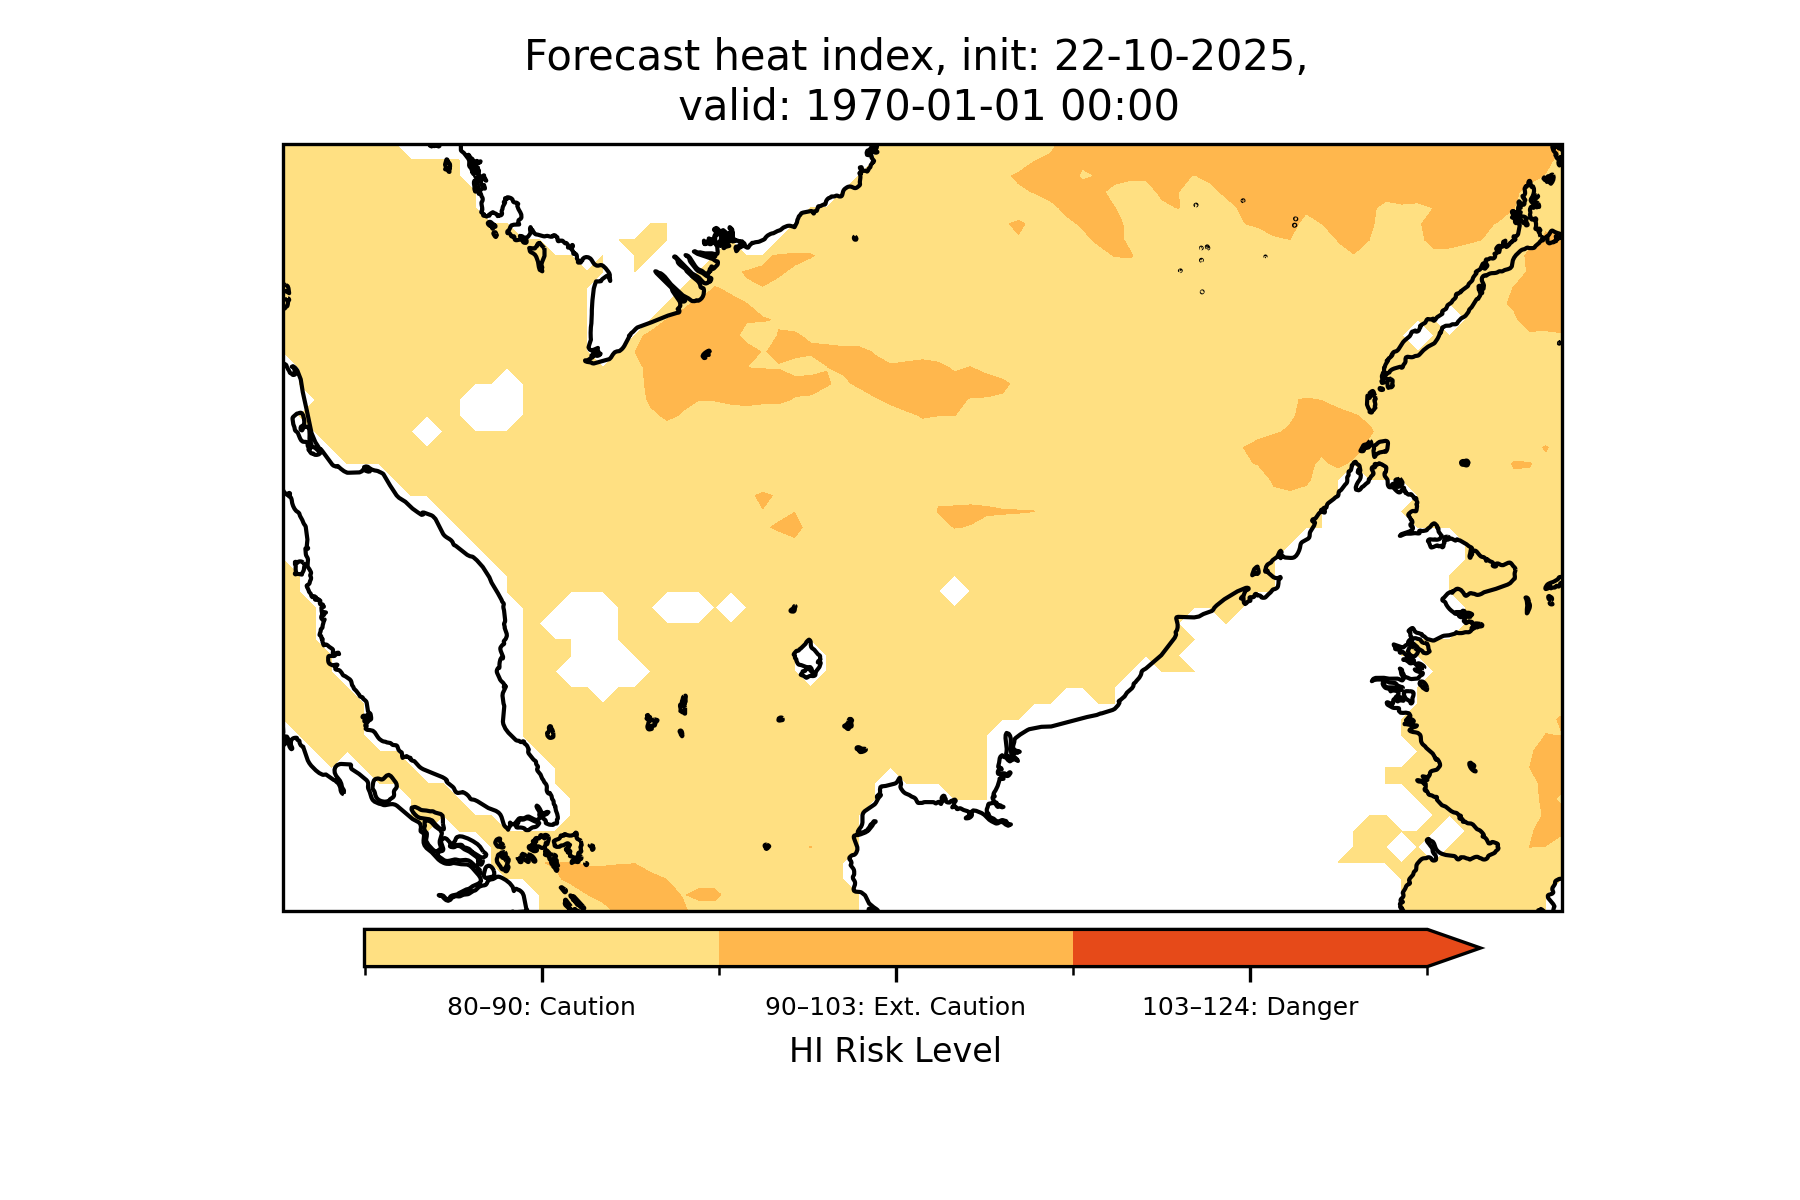 Forecast heat index, init: 22-10-2025,
valid: 1970-01-01 00:00
80–90: Caution
90–103: Ext. Caution
103–124: Danger
HI Risk Level